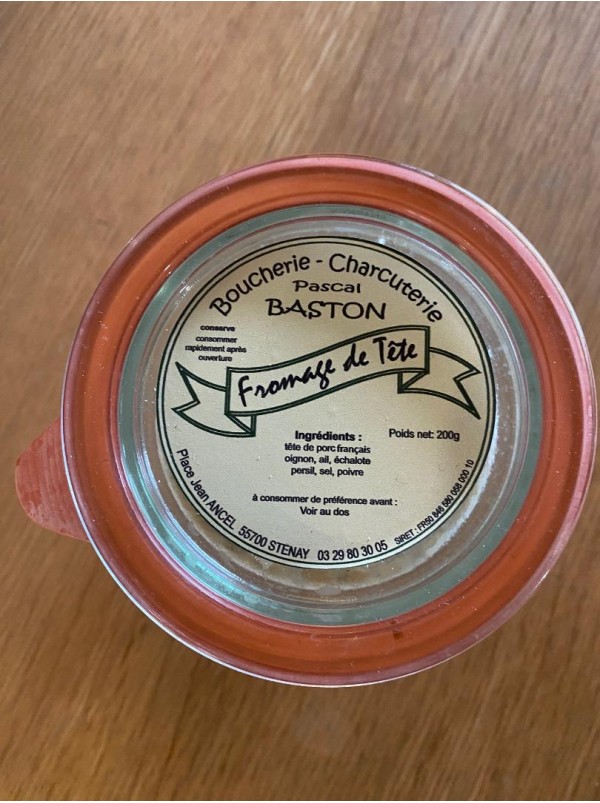 Boucherie - Charcuterie
Pascal
BASTON
conserve
consommer
rapidement après
ouverture
Fromage de Tête
Ingrédients :
tête de porc français
oignon, ail, échalote
persil, sel, poivre
Poids net: 200g
à consommer de préférence avant :
Voir au dos
Place Jean ANCEL 55700 STENAY 03 29 80 30 05